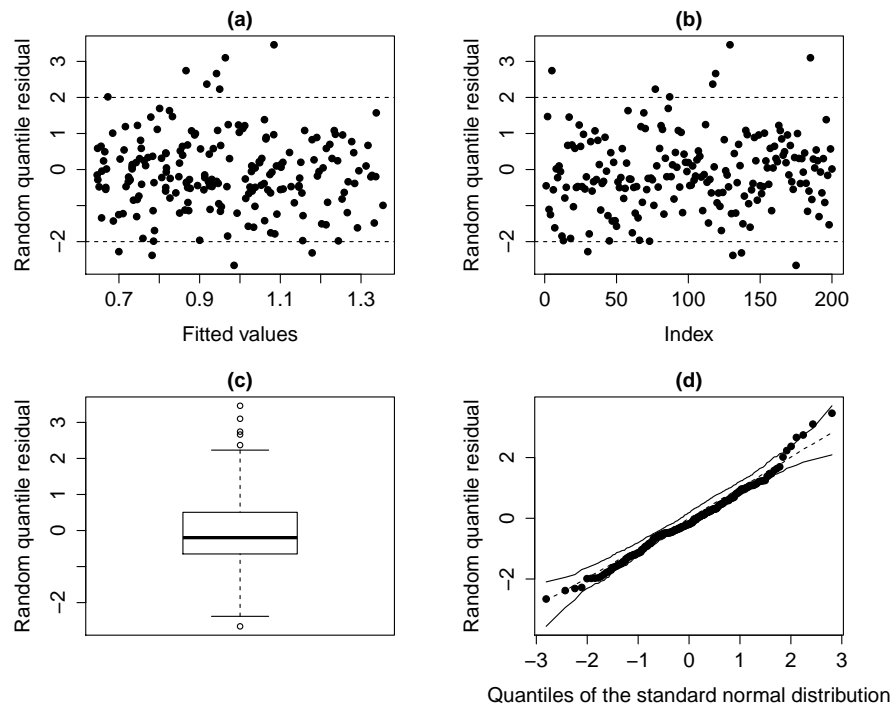 (a)
Random quantile residual
3
2
1
0
−2
0.7 0.9 1.1 1.3
Fitted values
(b)
Random quantile residual
3
2
1
0
−2
0 50 100 150 200
Index
(c)
Random quantile residual
3
2
1
0
−2
(d)
Random quantile residual
2
0
−2
−3 −2 −1 0 1 2 3
Quantiles of the standard normal distribution